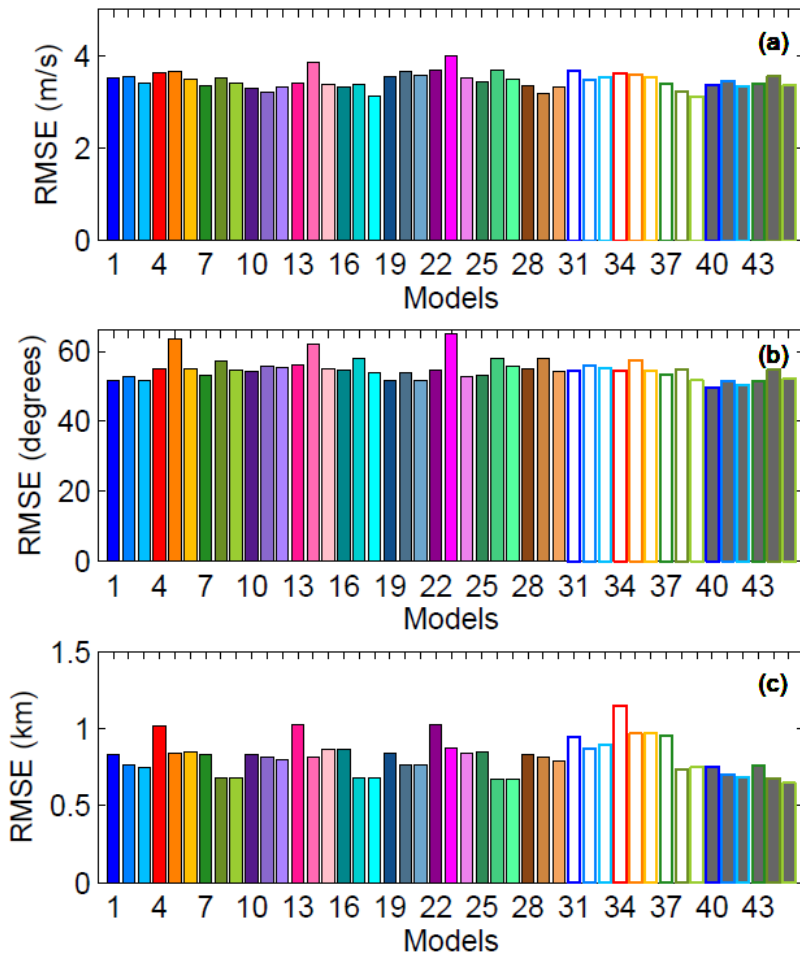 (a)
RMSE (m/s)
4
2
0
1 4 7 10 13 16 19 22 25 28 31 34 37 40 43
Models
(b)
RMSE (degrees)
60
40
20
0
1 4 7 10 13 16 19 22 25 28 31 34 37 40 43
Models
(c)
RMSE (km)
1.5
1
0.5
0
1 4 7 10 13 16 19 22 25 28 31 34 37 40 43
Models